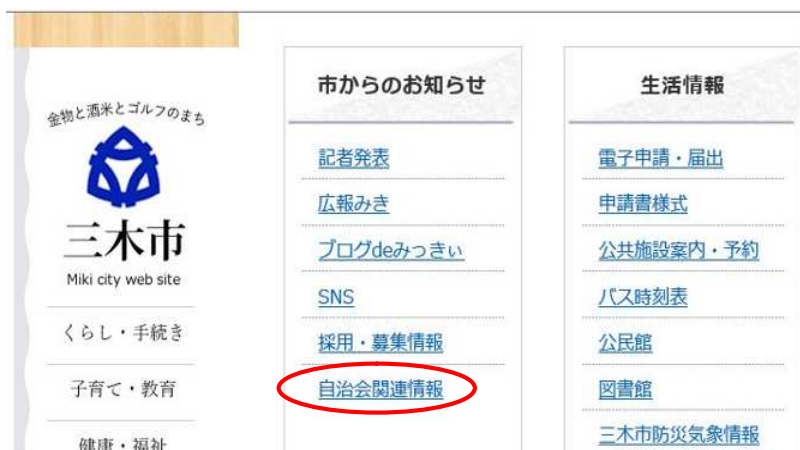 金物と酒米とゴルフのまち
三木市
Miki city web site
くらし・手続き
子育て・教育
健康・福祉
市からのお知らせ
記者発表
広報みき
ブログdeみっきぃ
SNS
採用・募集情報
自治会関連情報
生活情報
電子申請・届出
申請書様式
公共施設案内・予約
バス時刻表
公民館
図書館
三木市防災気象情報